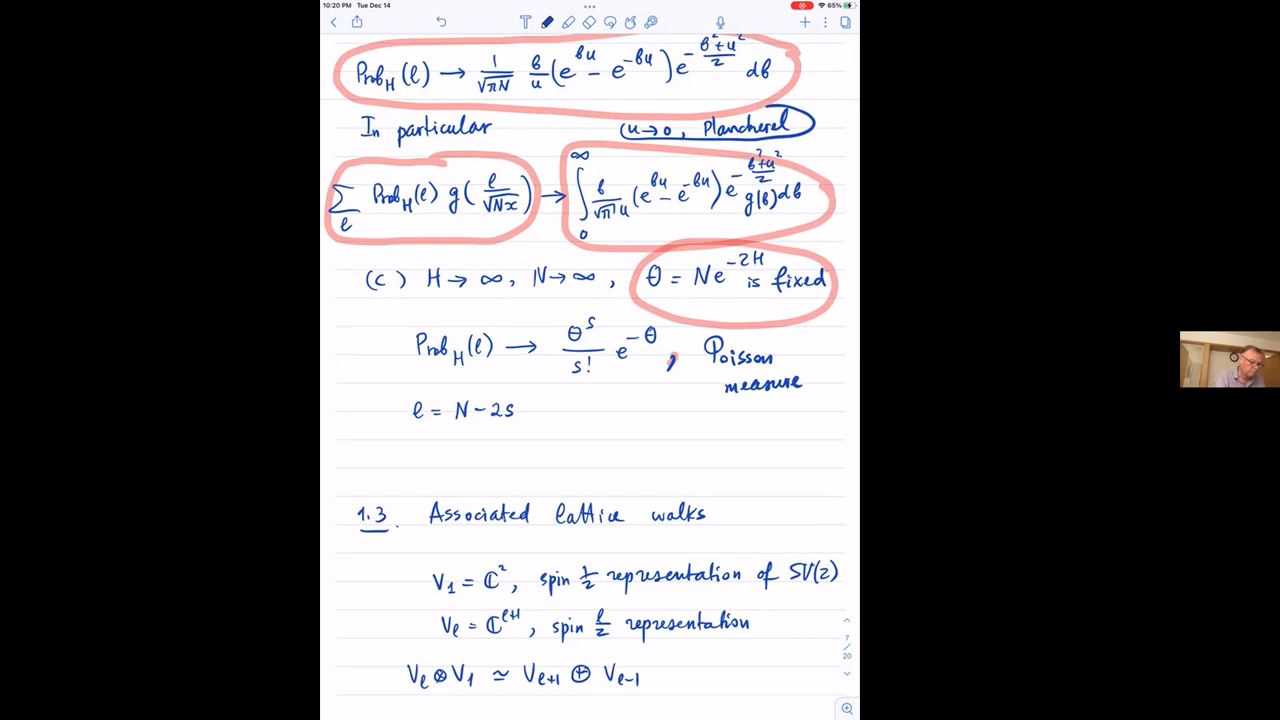 10:20 PM Tue Dec 14
65%
Prob_H(ℓ) → 1/√πN b/u (e^{bu} − e^{−bu}) e^{−(b²+u²)/2} db
In particular (u→0, Plancherel)
∑_ℓ Prob_H(ℓ) g(ℓ/√Nx) → ∫_0^∞ b/√π u (e^{bu} − e^{−bu}) e^{−(b²+u²)/2} g(b) db
(c) H → ∞, N → ∞, θ = Ne^{−2H} is fixed
Prob_H(ℓ) → θ^s/s! e^{−θ}, Poisson
measure
ℓ = N − 2s
1.3. Associated lattice walks
V_1 = ℂ², spin 1/2 representation of SU(2)
V_ℓ = ℂ^{ℓ+1}, spin ℓ/2 representation
V_ℓ ⊗ V_1 ≃ V_{ℓ+1} ⊕ V_{ℓ−1}
7
/
20